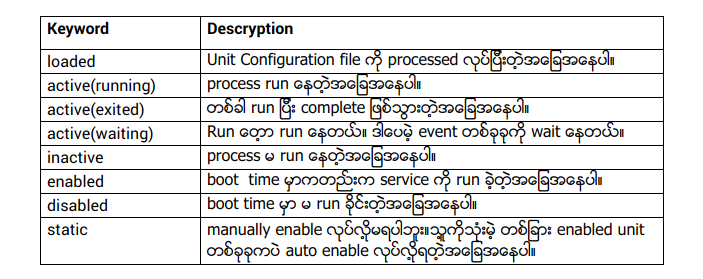 Keyword Descryption
loaded Unit Configuration file ကို processed လုပ်ပြီးတဲ့အခြေအနေပါ။
active(running) process run နေတဲ့အခြေအနေပါ။
active(exited) တစ်ခါ run ပြီး complete ဖြစ်သွားတဲ့အခြေအနေပါ။
active(waiting) Run တော့ run နေတယ်။ ဒါပေမဲ့ event တစ်ခုခုကို wait နေတယ်။
inactive process မ run နေတဲ့အခြေအနေပါ။
enabled boot time မှာကတည်းက service ကို run ခဲ့တဲ့အခြေအနေပါ။
disabled boot time မှာ မ run ခိုင်းတဲ့အခြေအနေပါ။
static manually enable လုပ်လို့မရပါဘူး။သူ့ကိုသုံးမဲ့ တစ်ခြား enabled unit
တစ်ခုခုကပဲ auto enable လုပ်လို့ရတဲ့အခြေအနေပါ။